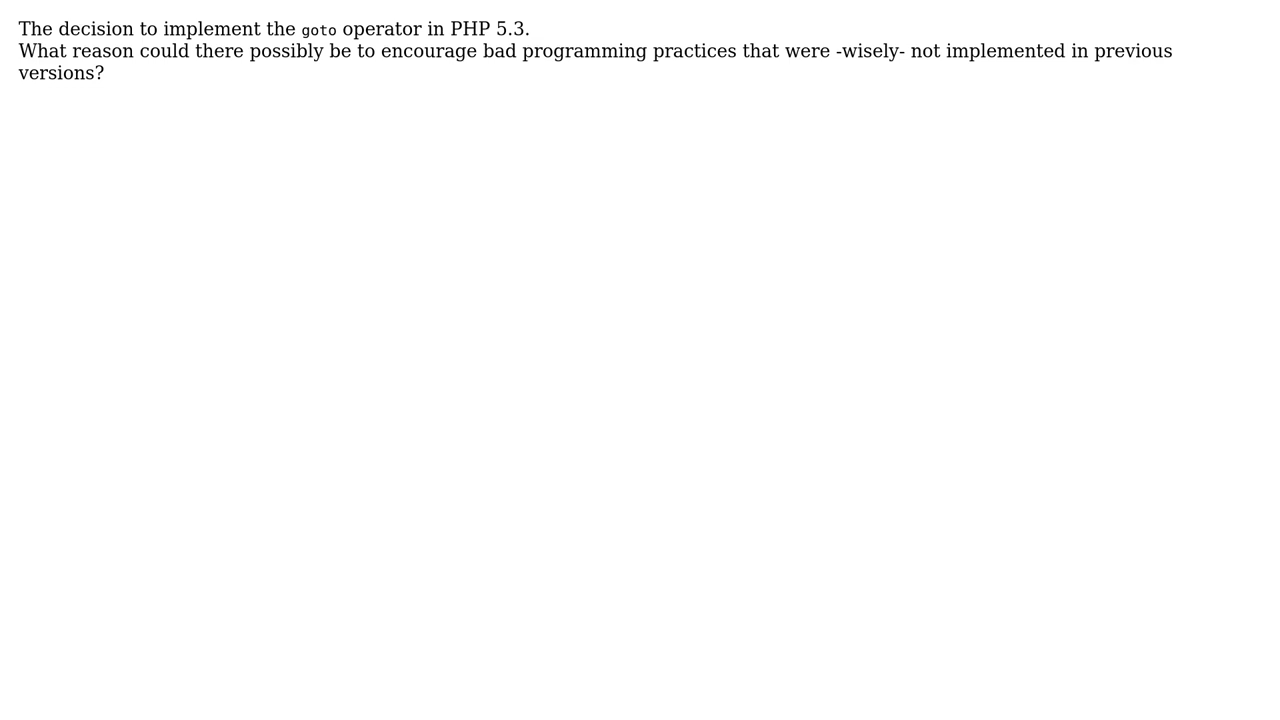 The decision to implement the goto operator in PHP 5.3.
What reason could there possibly be to encourage bad programming practices that were -wisely- not implemented in previous
versions?